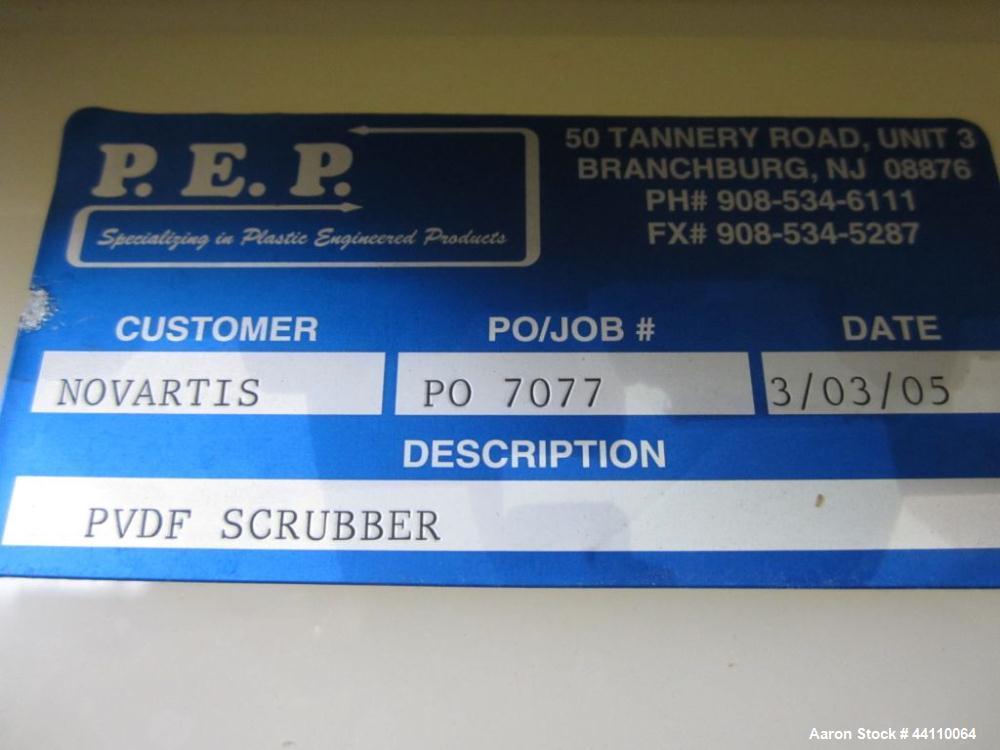 P. E. P.
Specializing in Plastic Engineered Products
50 TANNERY ROAD, UNIT 3
BRANCHBURG, NJ 08876
PH# 908-534-6111
FX# 908-534-5287
CUSTOMER PO/JOB # DATE
NOVARTIS PO 7077 3/03/05
DESCRIPTION
PVDF SCRUBBER
Aaron Stock # 44110064